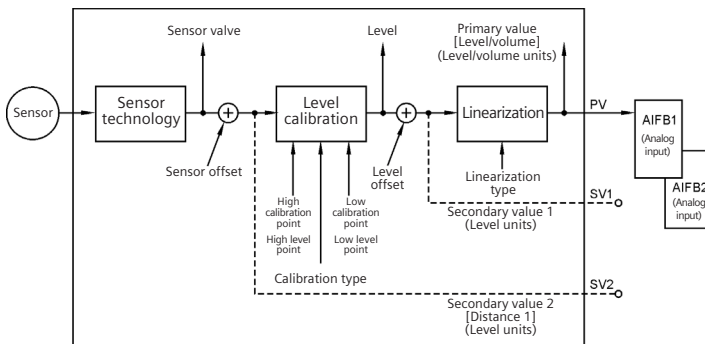 Sensor valve
Level
Primary value
[Level/volume]
(Level/volume units)
Sensor
Sensor
technology
Level
calibration
Linearization
PV
AIFB1
(Analog
input)
AIFB2
(Analog
input)
Sensor offset
Level
offset
Linearization
type
High
calibration
point
High level
point
Low
calibration
point
Low level
point
Calibration type
SV1
Secondary value 1
(Level units)
SV2
Secondary value 2
[Distance 1]
(Level units)